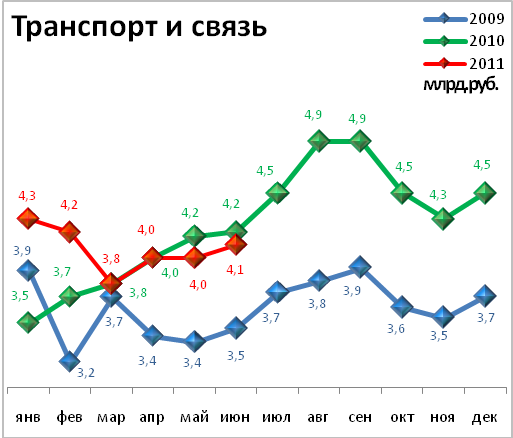 Транспорт и связь
2009
2010
2011
млрд.руб.
4,9 4,9
4,5 4,5 4,5
4,3 4,2 4,2 4,2 4,3
4,0
3,9 3,7 3,8 3,8 4,0 4,0 4,1
3,5 3,7 3,7 3,8 3,9 3,7
3,2 3,4 3,4 3,5 3,6 3,5
янв фев мар апр май июн июл авг сен окт ноя дек